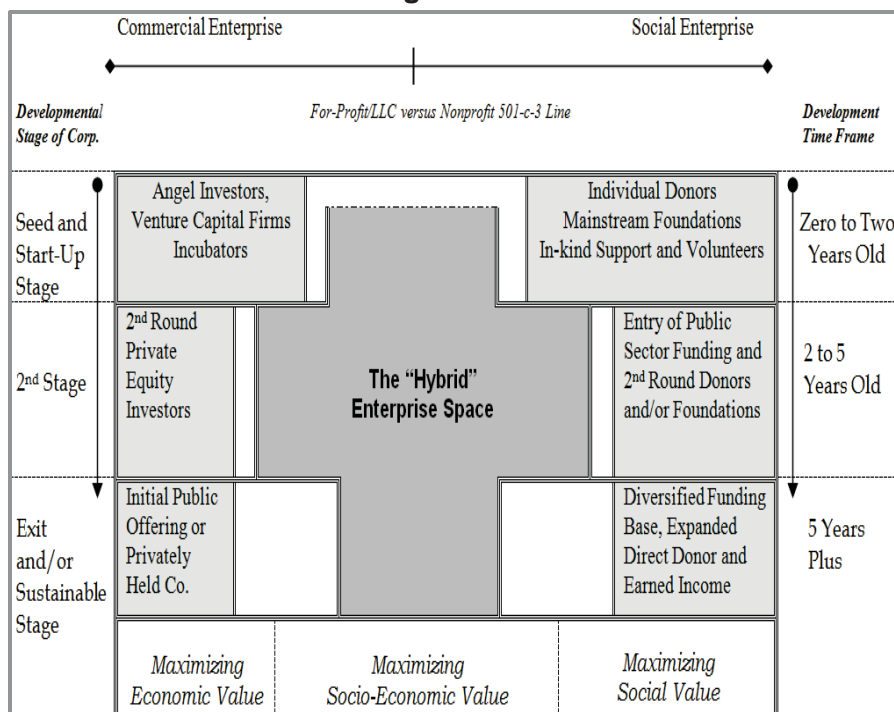 Commercial Enterprise
Social Enterprise
Developmental
Stage of Corp.
For-Profit/LLC versus Nonprofit 501-c-3 Line
Development
Time Frame
Seed and
Start-Up
Stage
Angel Investors,
Venture Capital Firms
Incubators
Individual Donors
Mainstream Foundations
In-kind Support and Volunteers
Zero to Two
Years Old
2nd Stage
2nd Round
Private
Equity
Investors
The “Hybrid”
Enterprise Space
Entry of Public
Sector Funding and
2nd Round Donors
and/or Foundations
2 to 5
Years Old
Exit
and/or
Sustainable
Stage
Initial Public
Offering or
Privately
Held Co.
Diversified Funding
Base, Expanded
Direct Donor and
Earned Income
5 Years
Plus
Maximizing
Economic Value
Maximizing
Socio-Economic Value
Maximizing
Social Value